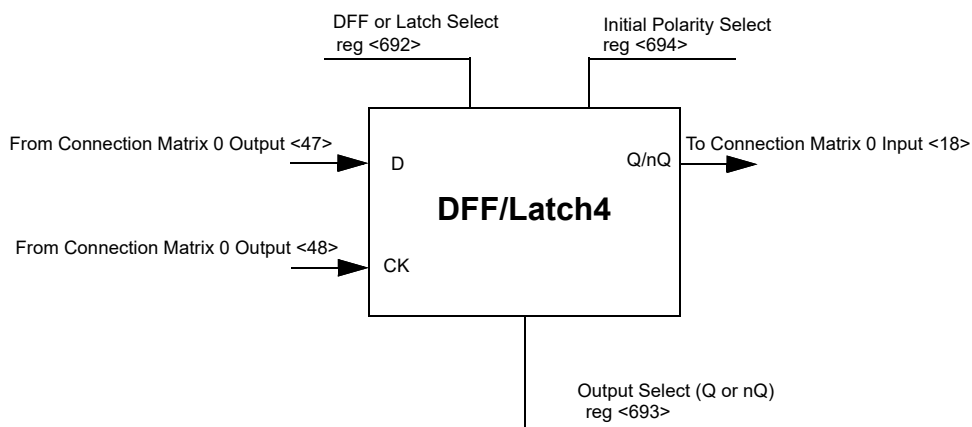 DFF or Latch Select
reg <692>
Initial Polarity Select
reg <694>
From Connection Matrix 0 Output <47>
D
Q/nQ
To Connection Matrix 0 Input <18>
DFF/Latch4
From Connection Matrix 0 Output <48>
CK
Output Select (Q or nQ)
reg <693>